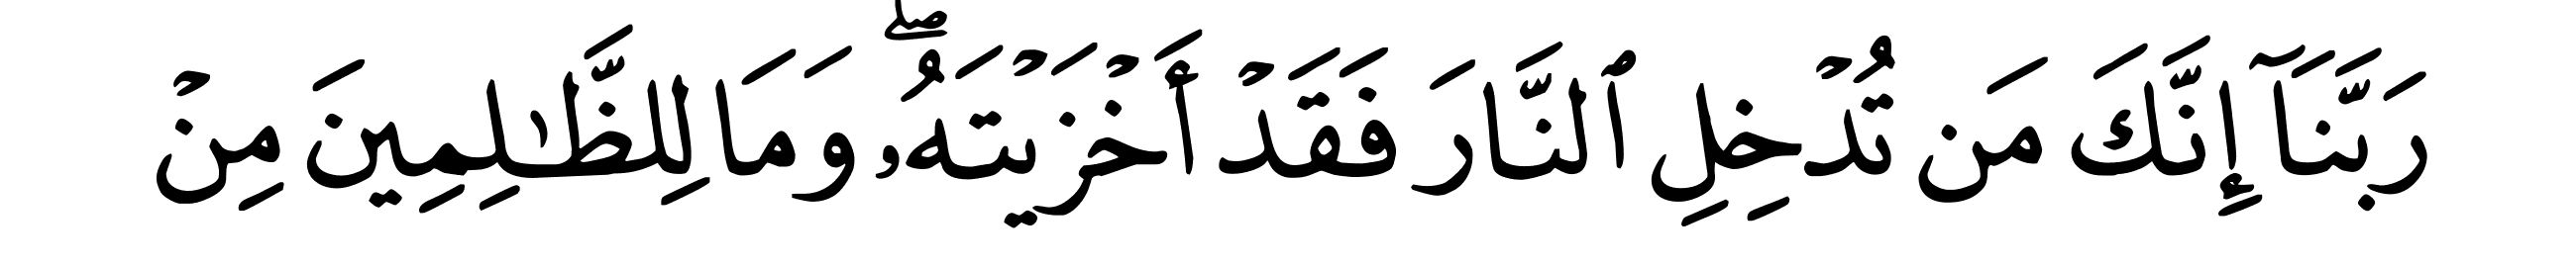 رَبَّنَآ إِنَّكَ مَن تُدْخِلِ ٱلنَّارَ فَقَدْ أَخْزَيْتَهُۥ ۖ وَمَا لِلظَّـٰلِمِينَ مِنْ